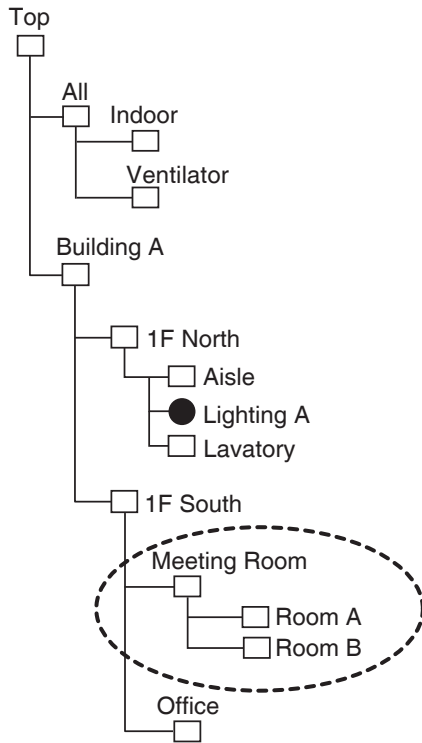 Top
All
Indoor
Ventilator
Building A
1F North
Aisle
Lighting A
Lavatory
1F South
Meeting Room
Room A
Room B
Office